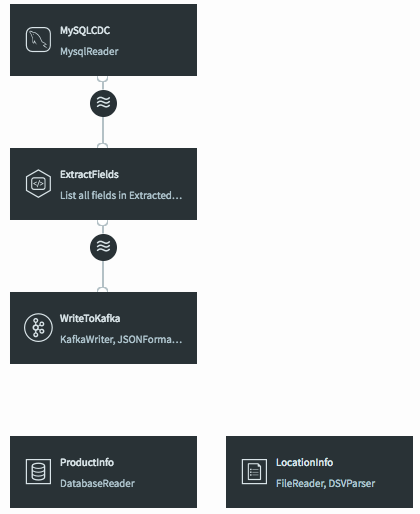 MySQLCDC
MysqlReader
ExtractFields
List all fields in Extracted...
WriteToKafka
KafkaWriter, JSONForma...
ProductInfo
DatabaseReader
LocationInfo
FileReader, DSVParser